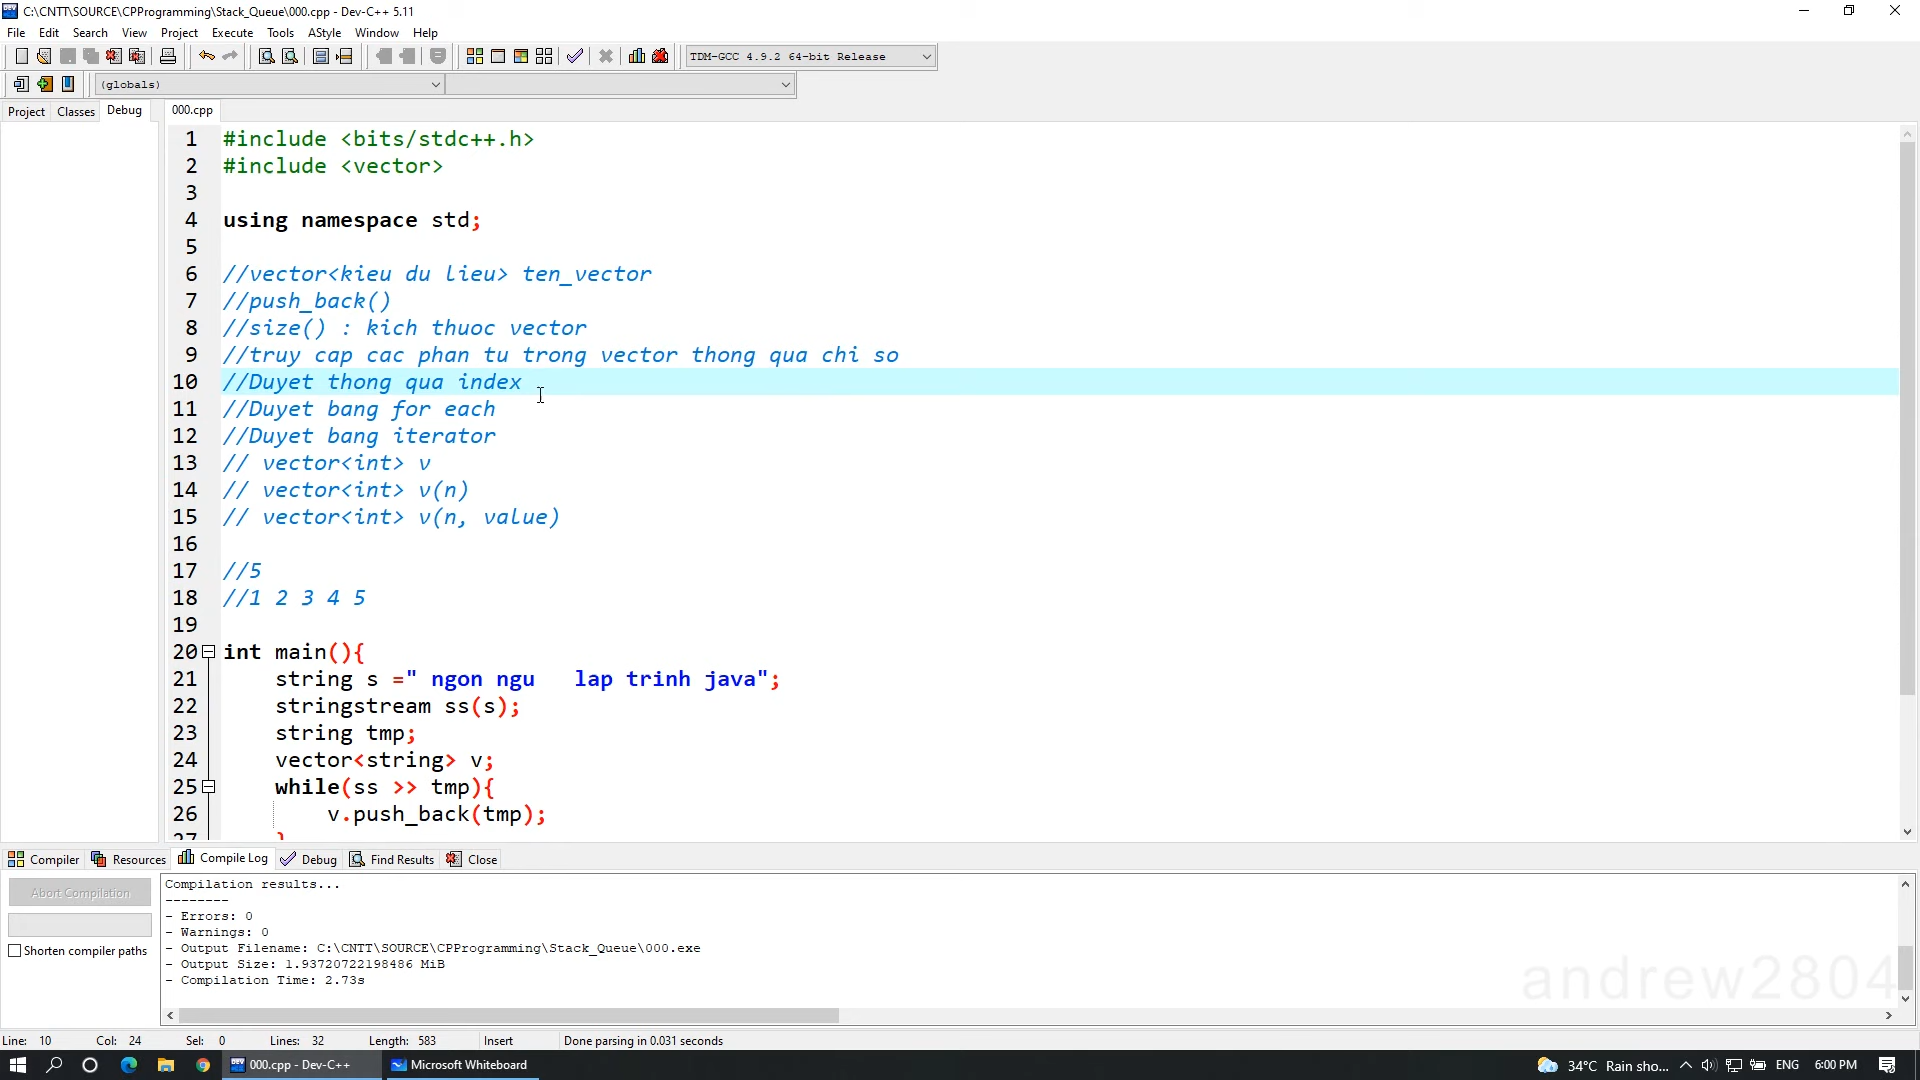 C:\CNTT\SOURCE\CPProgramming\Stack_Queue\000.cpp - Dev-C++ 5.11
File Edit Search View Project Execute Tools AStyle Window Help
TDM-GCC 4.9.2 64-bit Release
(globals)
Project Classes Debug 000.cpp
1 #include <bits/stdc++.h>
2 #include <vector>
3
4 using namespace std;
5
6 //vector<kieu du lieu> ten_vector
7 //push_back()
8 //size() : kich thuoc vector
9 //truy cap cac phan tu trong vector thong qua chi so
10 //Duyet thong qua index
11 //Duyet bang for each
12 //Duyet bang iterator
13 // vector<int> v
14 // vector<int> v(n)
15 // vector<int> v(n, value)
16
17 //5
18 //1 2 3 4 5
19
20 int main(){
21 string s =" ngon ngu   lap trinh java";
22 stringstream ss(s);
23 string tmp;
24 vector<string> v;
25 while(ss >> tmp){
26 v.push_back(tmp);
27 }
Compiler Resources Compile Log Debug Find Results Close
Abort Compilation
Shorten compiler paths
Compilation results...
--------
- Errors: 0
- Warnings: 0
- Output Filename: C:\CNTT\SOURCE\CPProgramming\Stack_Queue\000.exe
- Output Size: 1.93720722198486 MiB
- Compilation Time: 2.73s
andrew2804
Line: 10 Col: 24 Sel: 0 Lines: 32 Length: 583 Insert Done parsing in 0.031 seconds
000.cpp - Dev-C++ Microsoft Whiteboard 34°C Rain sho... ENG 6:00 PM